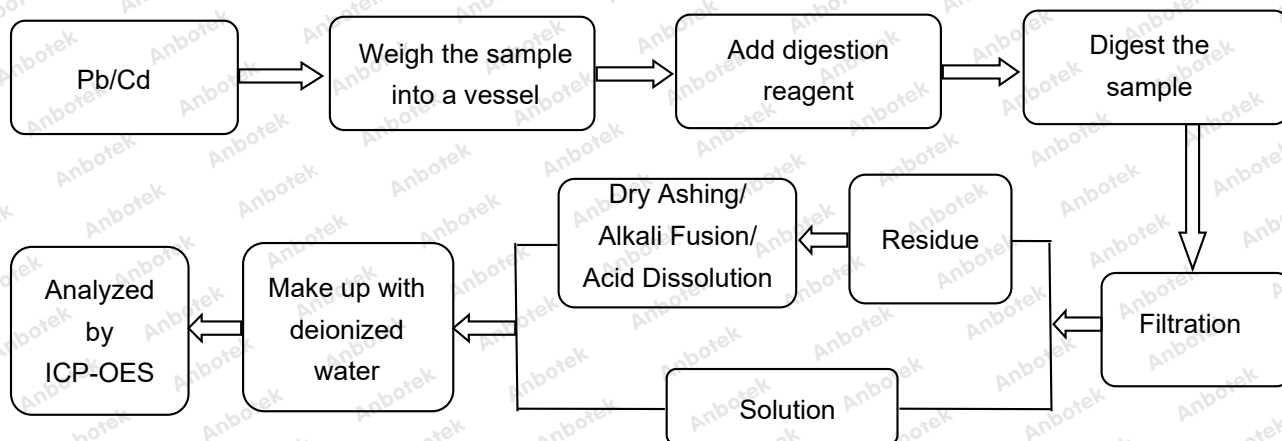 Pb/Cd
Weigh the sample
into a vessel
Add digestion
reagent
Digest the
sample
Filtration
Residue
Dry Ashing/
Alkali Fusion/
Acid Dissolution
Solution
Make up with
deionized
water
Analyzed
by
ICP-OES
Anbotek